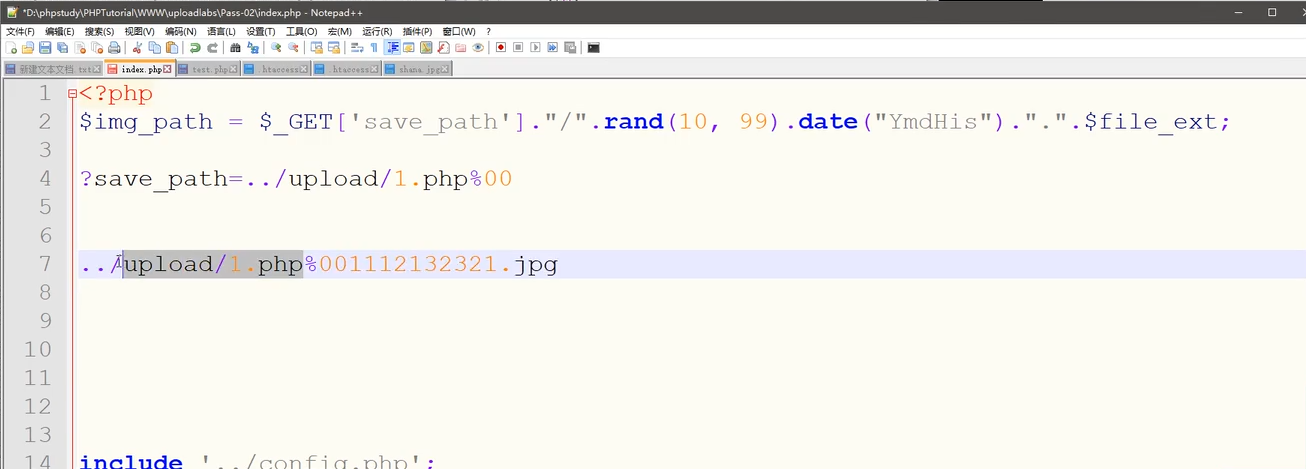 *D:\phpstudy\PHPTutorial\WWW\uploadlabs\Pass-02\index.php - Notepad++
文件(F) 编辑(E) 搜索(S) 视图(V) 编码(N) 语言(L) 设置(T) 工具(O) 宏(M) 运行(R) 插件(P) 窗口(W) ?
新建文本文档.txt index.php test.php .htaccess .htaccess shana.jpg
1 <?php
2 $img_path = $_GET['save_path']."/".rand(10, 99).date("YmdHis").".".$file_ext;
3
4 ?save_path=../upload/1.php%00
5
6
7 ../upload/1.php%001112132321.jpg
8
9
10
11
12
13
14 include '../config.php';